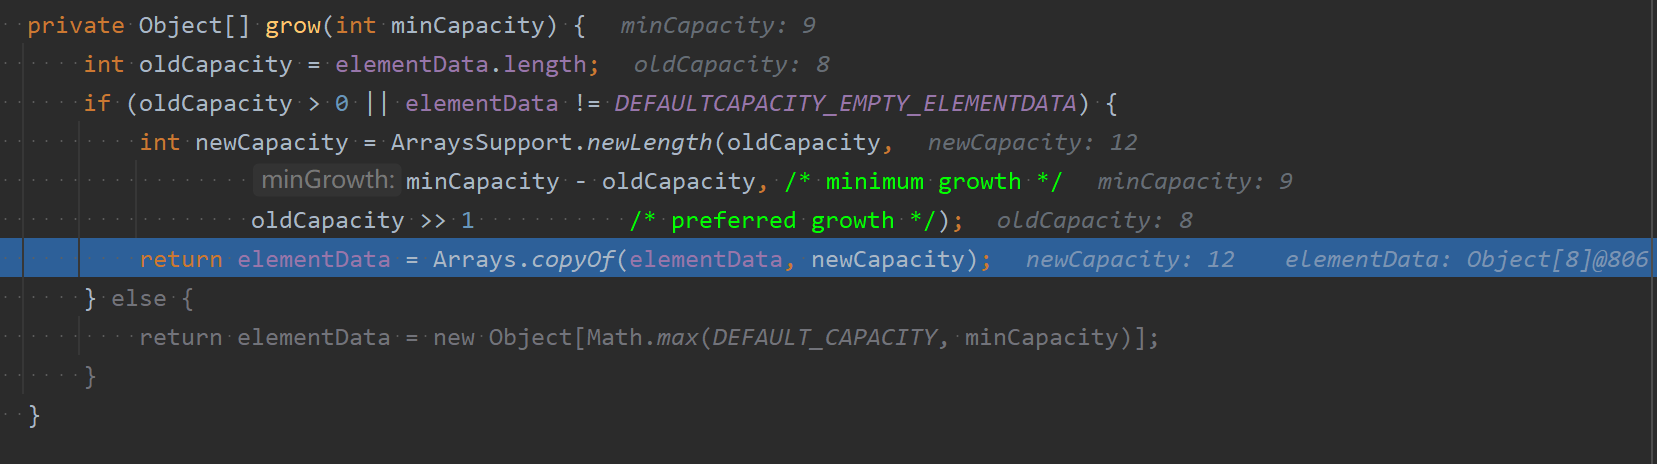 private Object[] grow(int minCapacity) {  minCapacity: 9
int oldCapacity = elementData.length;  oldCapacity: 8
if (oldCapacity > 0 || elementData != DEFAULTCAPACITY_EMPTY_ELEMENTDATA) {
int newCapacity = ArraysSupport.newLength(oldCapacity,  newCapacity: 12
minGrowth: minCapacity - oldCapacity, /* minimum growth */  minCapacity: 9
oldCapacity >> 1           /* preferred growth */);  oldCapacity: 8
return elementData = Arrays.copyOf(elementData, newCapacity);  newCapacity: 12    elementData: Object[8]@806
} else {
return elementData = new Object[Math.max(DEFAULT_CAPACITY, minCapacity)];
}
}